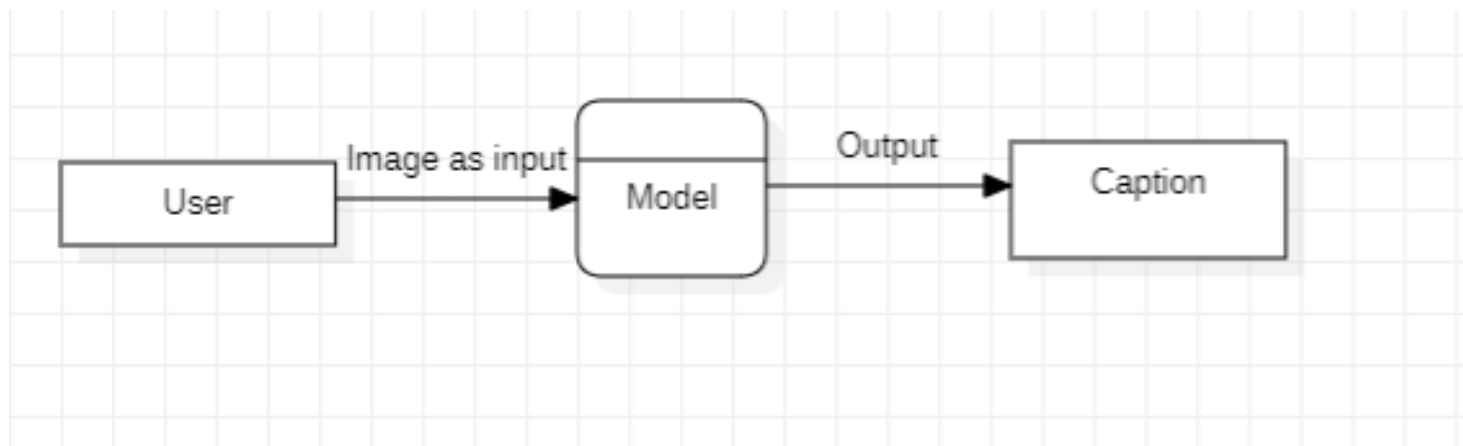 User
Image as input
Model
Output
Caption